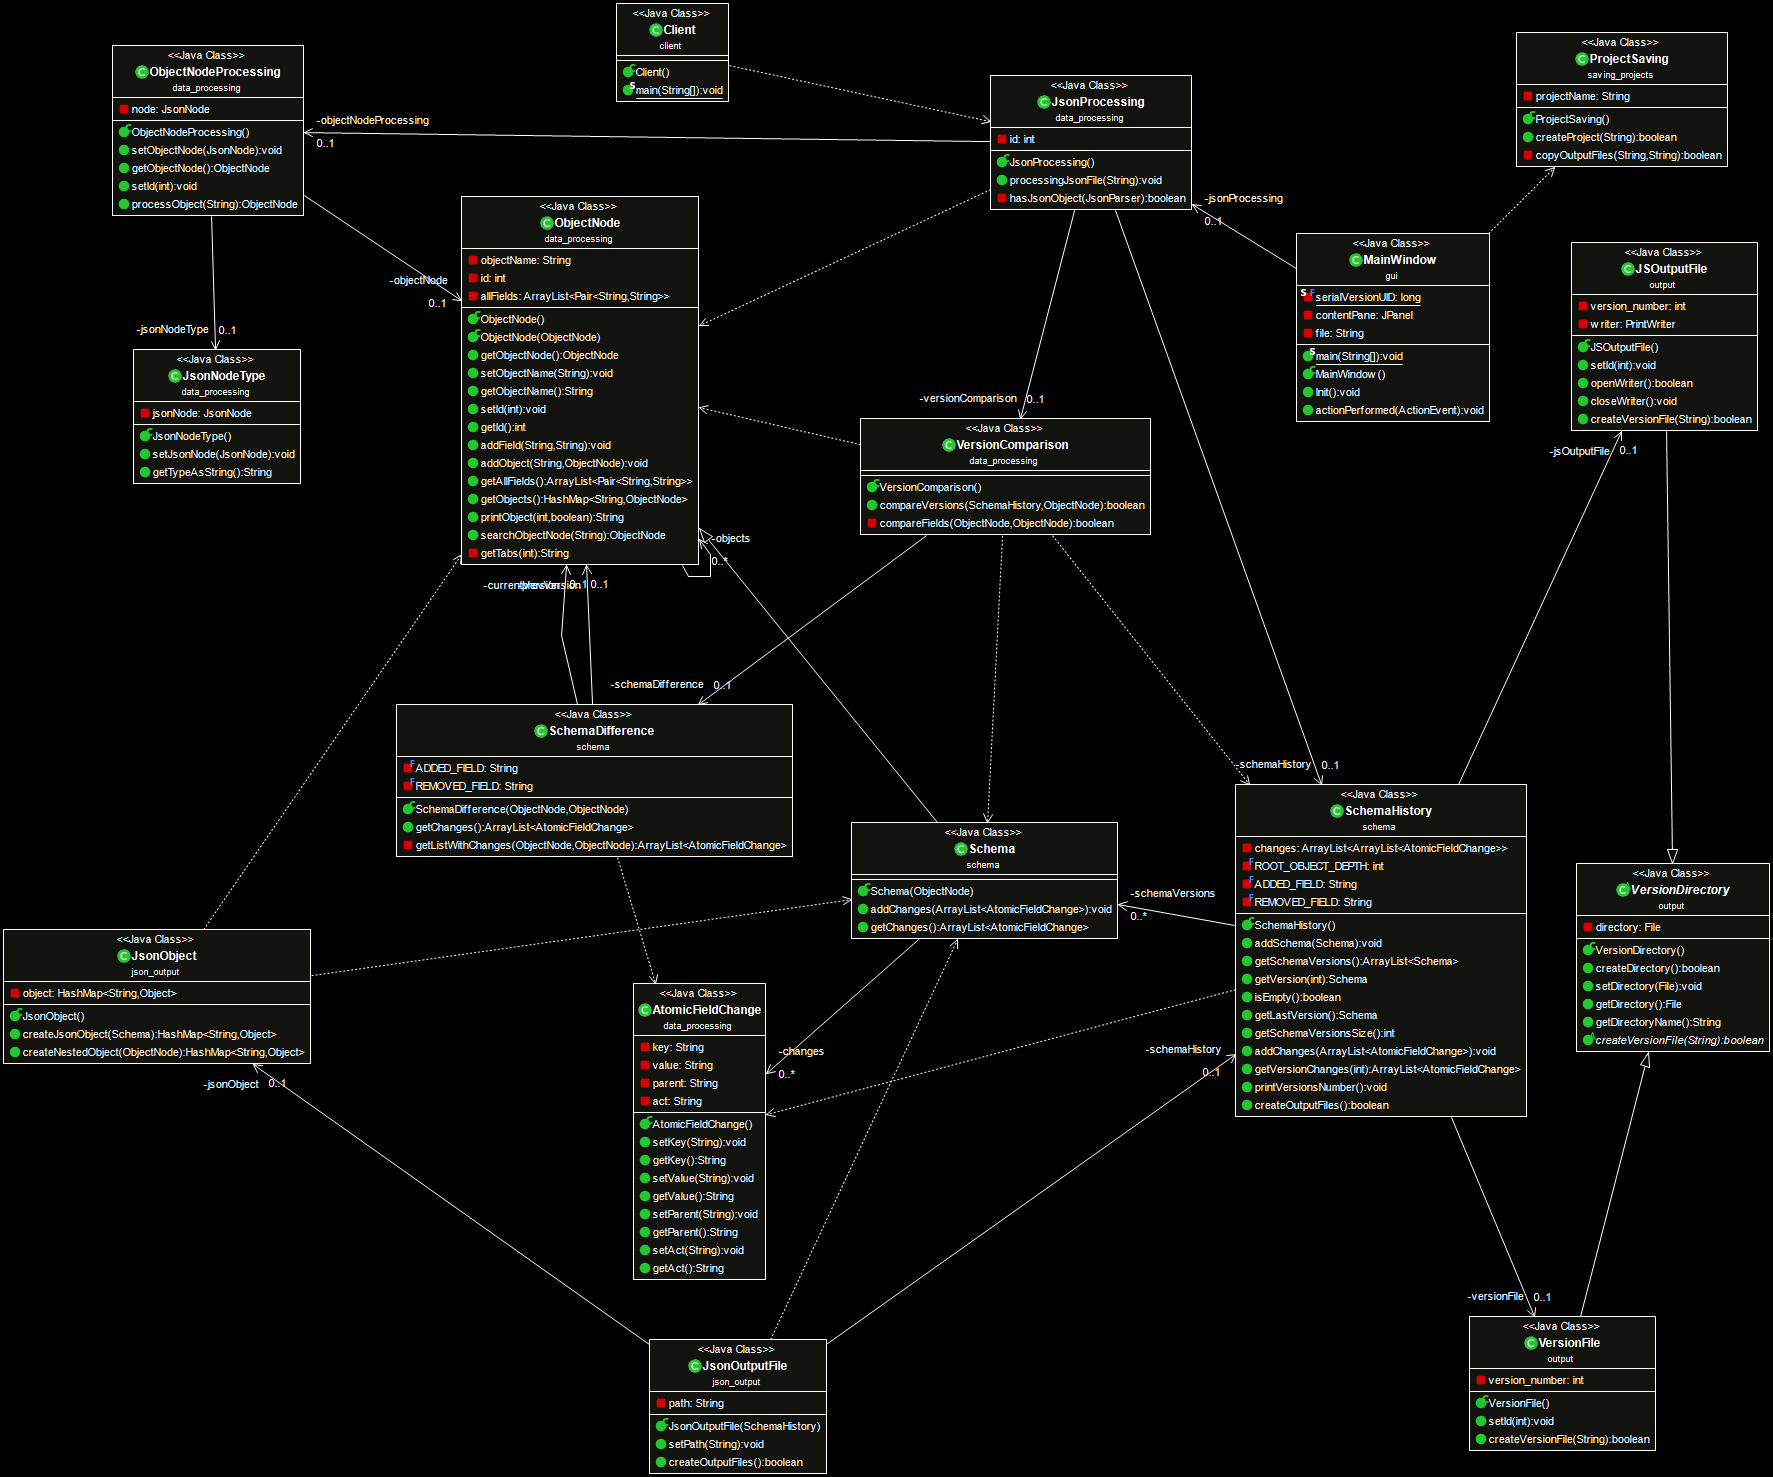 <<Java Class>>
Client
client
Client()
main(String[]):void
<<Java Class>>
ObjectNodeProcessing
data_processing
node: JsonNode
ObjectNodeProcessing()
setObjectNode(JsonNode):void
getObjectNode():ObjectNode
setId(int):void
processObject(String):ObjectNode
-objectNodeProcessing
0..1
<<Java Class>>
JsonProcessing
data_processing
id: int
JsonProcessing()
processingJsonFile(String):void
hasJsonObject(JsonParser):boolean
<<Java Class>>
ProjectSaving
saving_projects
projectName: String
ProjectSaving()
createProject(String):boolean
copyOutputFiles(String,String):boolean
-jsonProcessing
0..1
<<Java Class>>
MainWindow
gui
serialVersionUID: long
contentPane: JPanel
file: String
main(String[]):void
MainWindow()
Init():void
actionPerformed(ActionEvent):void
<<Java Class>>
JSOutputFile
output
version_number: int
writer: PrintWriter
JSOutputFile()
setId(int):void
openWriter():boolean
closeWriter():void
createVersionFile(String):boolean
-jsOutputFile
0..1
<<Java Class>>
ObjectNode
data_processing
objectName: String
id: int
allFields: ArrayList<Pair<String,String>>
ObjectNode()
ObjectNode(ObjectNode)
getObjectNode():ObjectNode
setObjectName(String):void
getObjectName():String
setId(int):void
getId():int
addField(String,String):void
addObject(String,ObjectNode):void
getAllFields():ArrayList<Pair<String,String>>
getObjects():HashMap<String,ObjectNode>
printObject(int,boolean):String
searchObjectNode(String):ObjectNode
getTabs(int):String
-objectNode
0..1
-jsonNodeType
0..1
<<Java Class>>
JsonNodeType
data_processing
jsonNode: JsonNode
JsonNodeType()
setJsonNode(JsonNode):void
getTypeAsString():String
-versionComparison
0..1
<<Java Class>>
VersionComparison
data_processing
VersionComparison()
compareVersions(SchemaHistory,ObjectNode):boolean
compareFields(ObjectNode,ObjectNode):boolean
-objects
0..*
0..1
0..1
-schemaDifference
0..1
<<Java Class>>
SchemaDifference
schema
ADDED_FIELD: String
REMOVED_FIELD: String
SchemaDifference(ObjectNode,ObjectNode)
getChanges():ArrayList<AtomicFieldChange>
getListWithChanges(ObjectNode,ObjectNode):ArrayList<AtomicFieldChange>
-schemaHistory
0..1
<<Java Class>>
SchemaHistory
schema
changes: ArrayList<ArrayList<AtomicFieldChange>>
ROOT_OBJECT_DEPTH: int
ADDED_FIELD: String
REMOVED_FIELD: String
SchemaHistory()
addSchema(Schema):void
getSchemaVersions():ArrayList<Schema>
getVersion(int):Schema
isEmpty():boolean
getLastVersion():Schema
getSchemaVersionsSize():int
addChanges(ArrayList<AtomicFieldChange>):void
getVersionChanges(int):ArrayList<AtomicFieldChange>
printVersionsNumber():void
createOutputFiles():boolean
<<Java Class>>
Schema
schema
Schema(ObjectNode)
addChanges(ArrayList<AtomicFieldChange>):void
getChanges():ArrayList<AtomicFieldChange>
-schemaVersions
0..*
<<Java Class>>
VersionDirectory
output
directory: File
VersionDirectory()
createDirectory():boolean
setDirectory(File):void
getDirectory():File
getDirectoryName():String
createVersionFile(String):boolean
<<Java Class>>
JsonObject
json_output
object: HashMap<String,Object>
JsonObject()
createJsonObject(Schema):HashMap<String,Object>
createNestedObject(ObjectNode):HashMap<String,Object>
-jsonObject
0..1
<<Java Class>>
AtomicFieldChange
data_processing
key: String
value: String
parent: String
act: String
AtomicFieldChange()
setKey(String):void
getKey():String
setValue(String):void
getValue():String
setParent(String):void
getParent():String
setAct(String):void
getAct():String
-changes
0..*
-schemaHistory
0..1
-versionFile
0..1
<<Java Class>>
JsonOutputFile
json_output
path: String
JsonOutputFile(SchemaHistory)
setPath(String):void
createOutputFiles():boolean
<<Java Class>>
VersionFile
output
version_number: int
VersionFile()
setId(int):void
createVersionFile(String):boolean